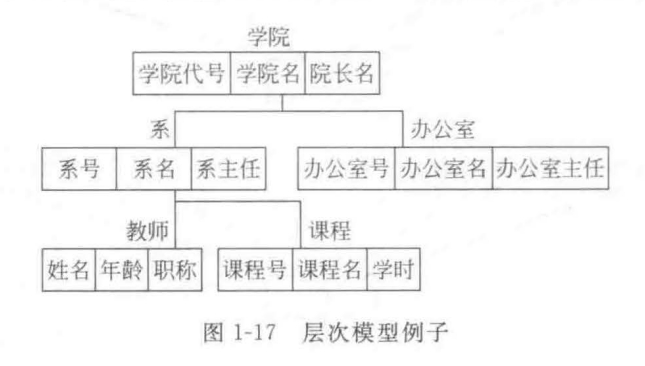 学院
学院代号 学院名 院长名
系 办公室
系号 系名 系主任 办公室号 办公室名 办公室主任
教师 课程
姓名 年龄 职称 课程号 课程名 学时
图 1-17 层次模型例子